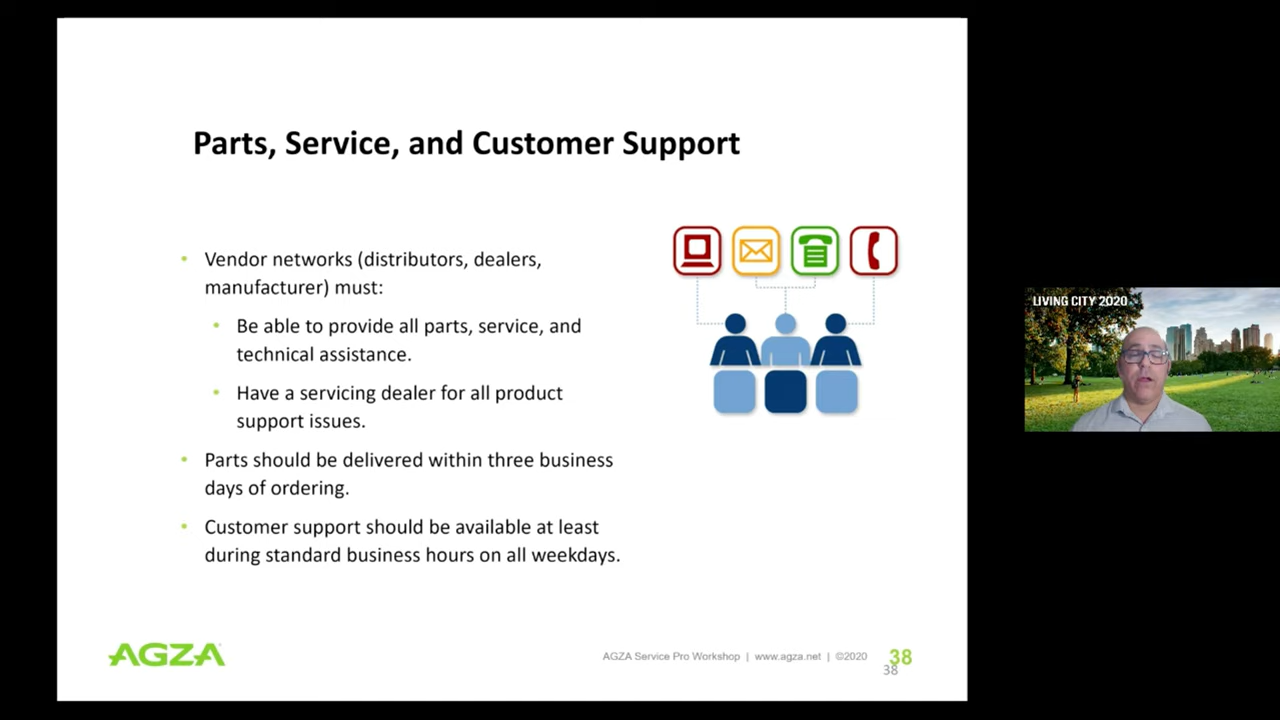 Parts, Service, and Customer Support
• Vendor networks (distributors, dealers,
manufacturer) must:
• Be able to provide all parts, service, and
technical assistance.
• Have a servicing dealer for all product
support issues.
• Parts should be delivered within three business
days of ordering.
• Customer support should be available at least
during standard business hours on all weekdays.
LIVING CITY 2020
AGZA
AGZA Service Pro Workshop | www.agza.net | ©2020
38
38